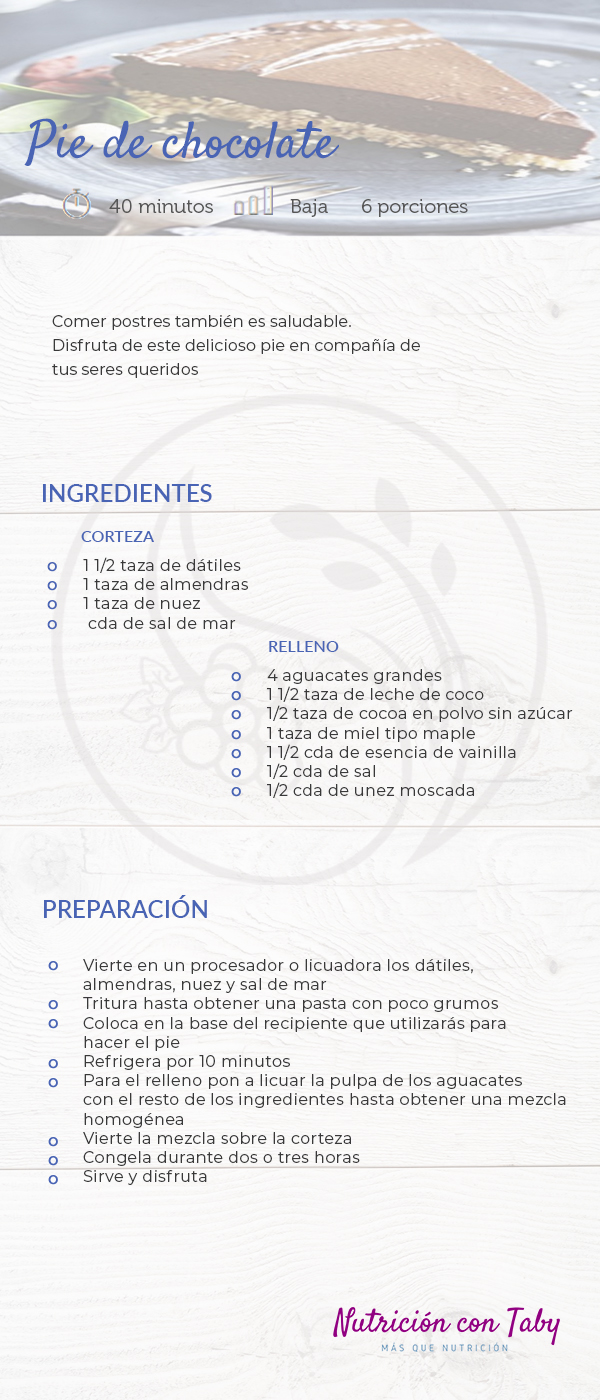 Pie de chocolate
40 minutos Baja 6 porciones
Comer postres también es saludable.
Disfruta de este delicioso pie en compañía de
tus seres queridos
INGREDIENTES
CORTEZA
o 1 1/2 taza de dátiles
o 1 taza de almendras
o 1 taza de nuez
o cda de sal de mar
RELLENO
o 4 aguacates grandes
o 1 1/2 taza de leche de coco
o 1/2 taza de cocoa en polvo sin azúcar
o 1 taza de miel tipo maple
o 1 1/2 cda de esencia de vainilla
o 1/2 cda de sal
o 1/2 cda de unez moscada
PREPARACIÓN
o Vierte en un procesador o licuadora los dátiles,
almendras, nuez y sal de mar
o Tritura hasta obtener una pasta con poco grumos
o Coloca en la base del recipiente que utilizarás para
hacer el pie
o Refrigera por 10 minutos
o Para el relleno pon a licuar la pulpa de los aguacates
con el resto de los ingredientes hasta obtener una mezcla
homogénea
o Vierte la mezcla sobre la corteza
o Congela durante dos o tres horas
o Sirve y disfruta
Nutrición con Taby
MÁS QUE NUTRICIÓN